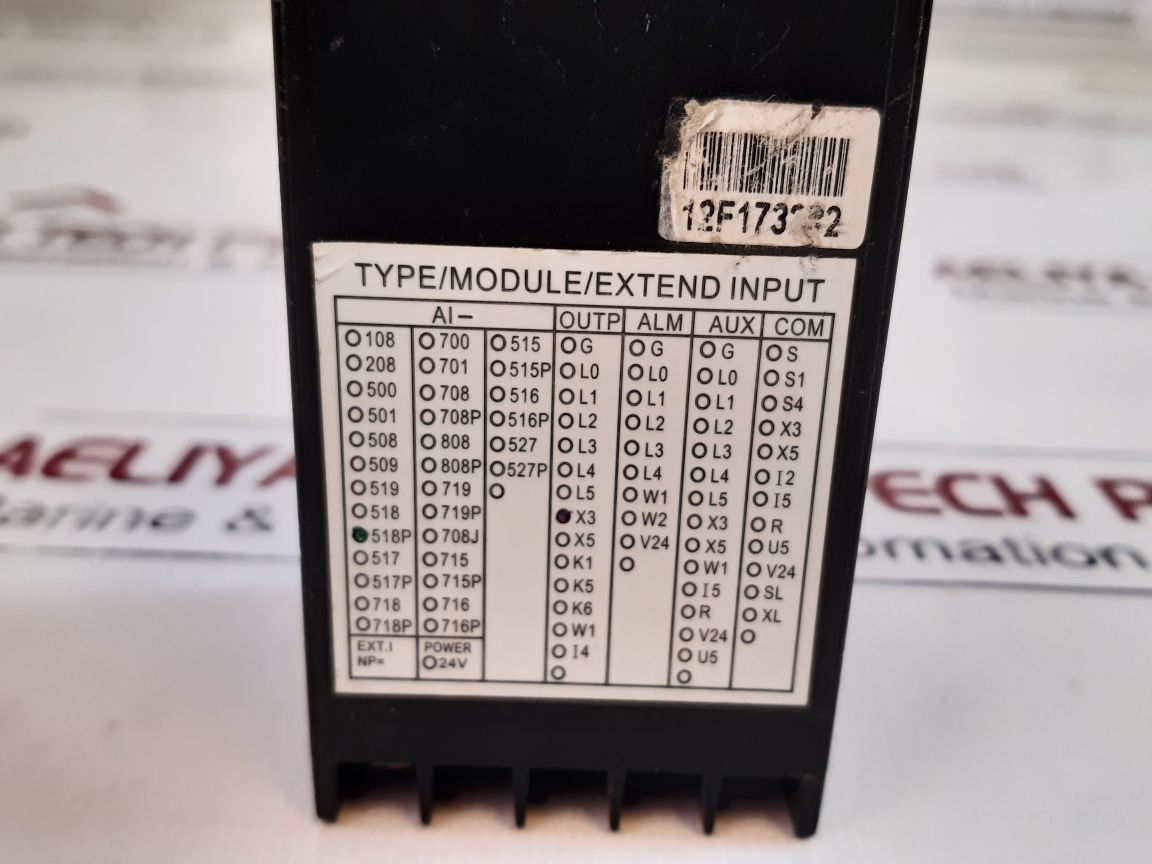 TYPE/MODULE/EXTEND INPUT
AI– OUTP ALM AUX COM
108 700 515 G G G S
208 701 515P L0 L0 L0 S1
500 708 516 L1 L1 L1 S4
501 708P 516P L2 L2 L2 X3
508 808 527 L3 L3 L3 X5
509 808P 527P L4 L4 L4 I2
519 719 L5 W1 L5 I5
518 719P X3 W2 X3 R
518P 708J X5 V24 X5 U5
517 715 K1 W1 V24
517P 715P K5 I5 SL
718 716 K6 R XL
718P 716P W1 V24
EXT.I POWER I4 U5
NP= 24V
AELIYA
TECH P
Marine &